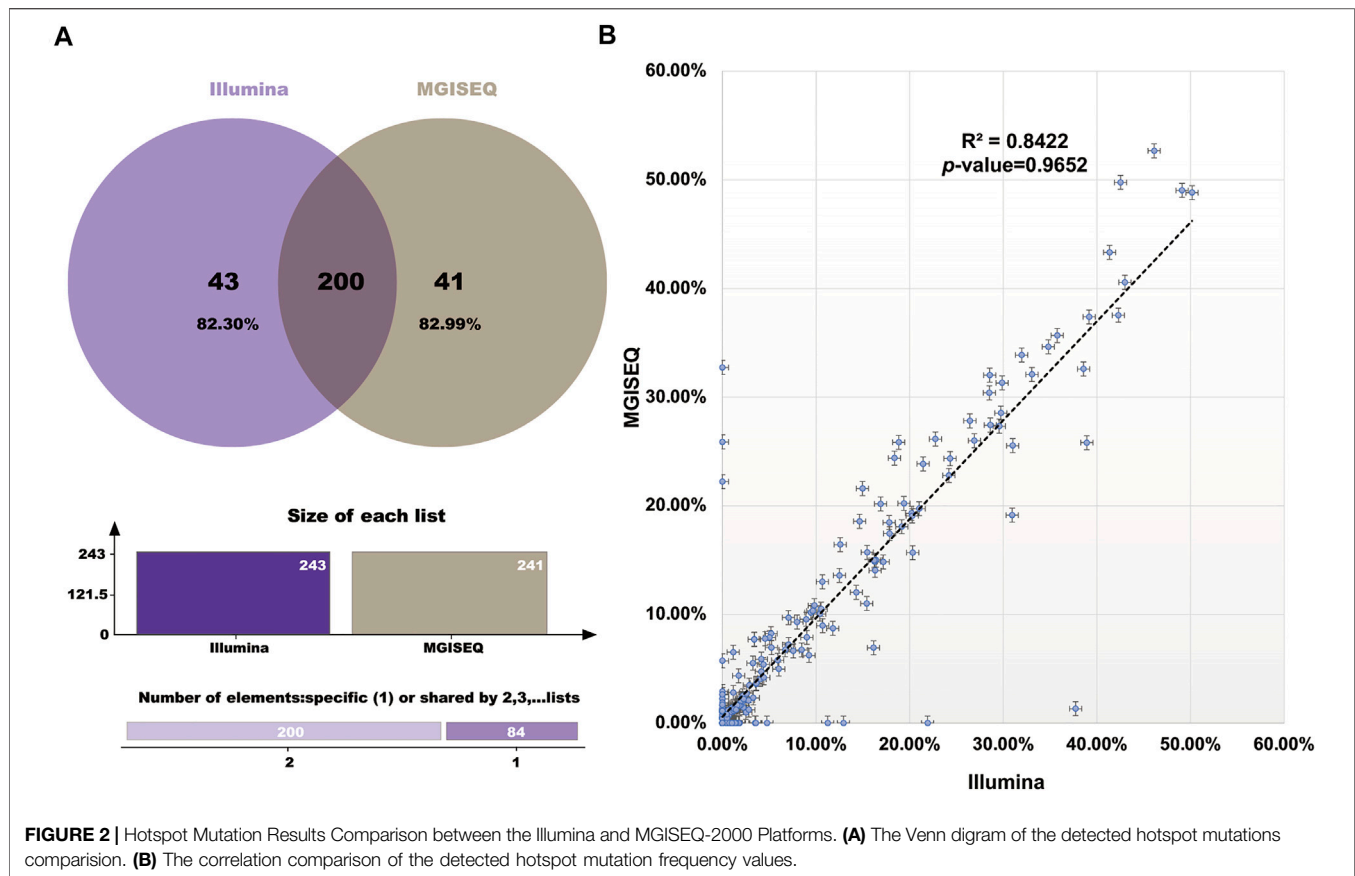 A
Illumina
MGISEQ
43
200
41
82.30%
82.99%
Size of each list
243
121.5
0
243
241
Illumina
MGISEQ
Number of elements:specific (1) or shared by 2,3,...lists
200
84
2
1
B
60.00%
50.00%
40.00%
30.00%
20.00%
10.00%
0.00%
MGISEQ
R² = 0.8422
p-value=0.9652
0.00%
10.00%
20.00%
30.00%
40.00%
50.00%
60.00%
Illumina
FIGURE 2 | Hotspot Mutation Results Comparison between the Illumina and MGISEQ-2000 Platforms. (A) The Venn digram of the detected hotspot mutations
comparision. (B) The correlation comparison of the detected hotspot mutation frequency values.